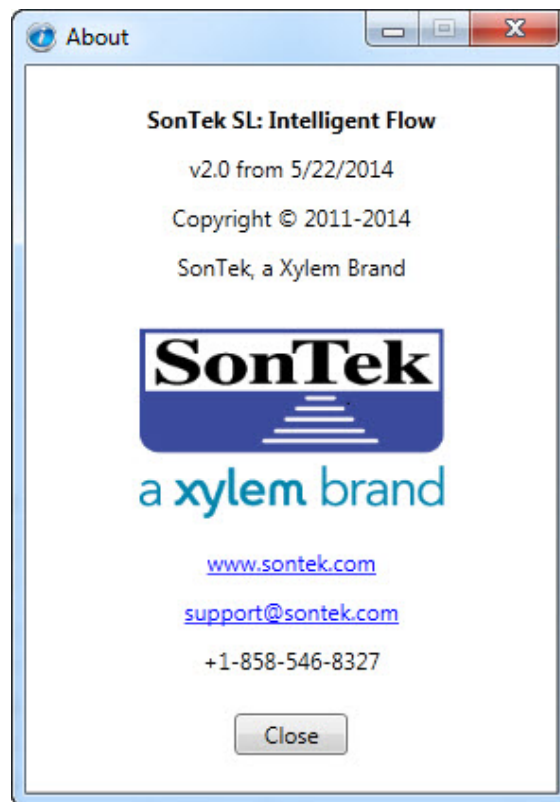 About
SonTek SL: Intelligent Flow
v2.0 from 5/22/2014
Copyright © 2011-2014
SonTek, a Xylem Brand
SonTek
a xylem brand
www.sontek.com
support@sontek.com
+1-858-546-8327
Close